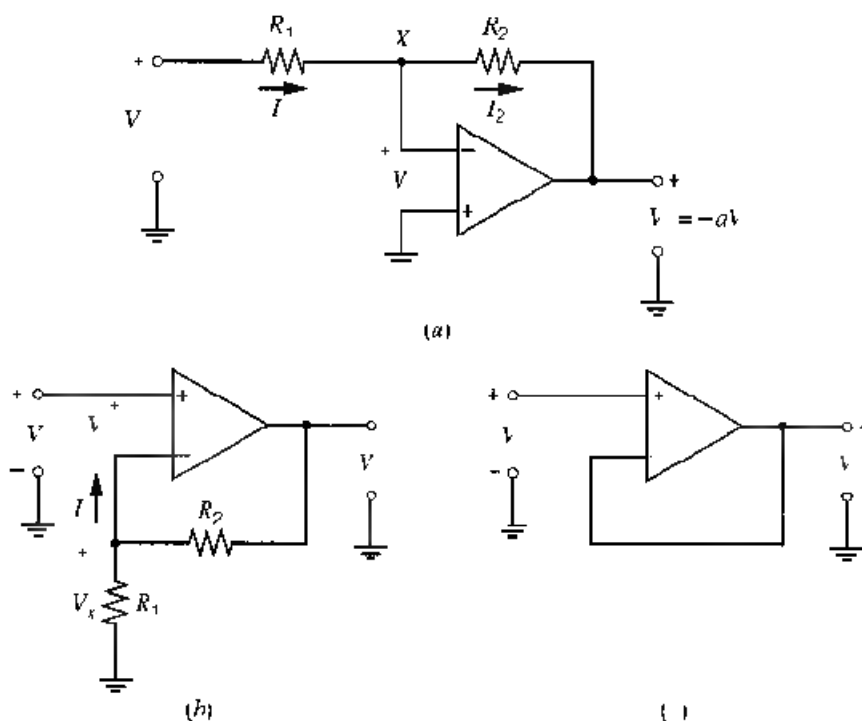 R₁ X R₂
+
I I₂
V
+ −
V
+
+
V = −aV
(a)
+ + +
V V
− −
V
I R₂
+
Vₓ R₁
(b)
+ + +
V
− −
V
( )